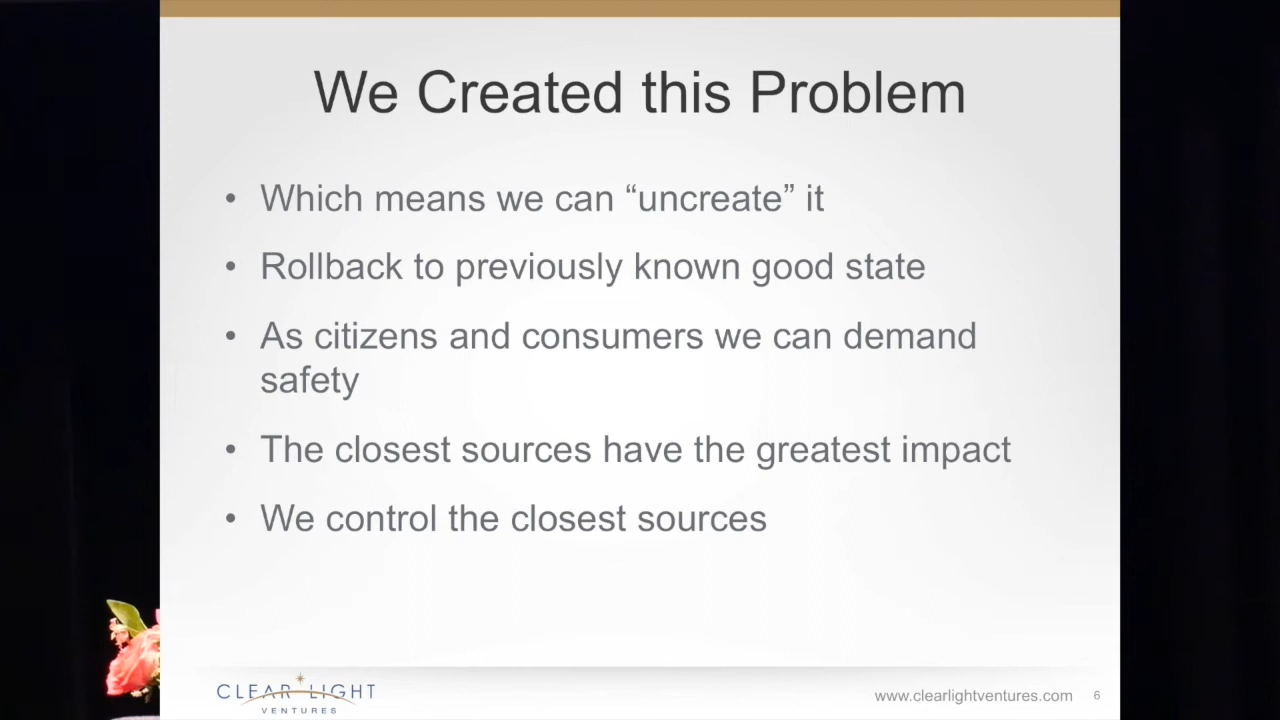 We Created this Problem
• Which means we can “uncreate” it
• Rollback to previously known good state
• As citizens and consumers we can demand
safety
• The closest sources have the greatest impact
• We control the closest sources
CLEAR LIGHT
VENTURES
www.clearlightventures.com 6